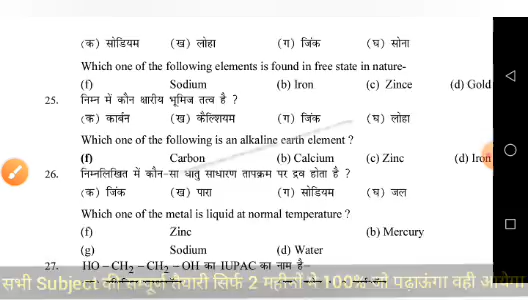 (क) सोडियम (ख) लोहा (ग) जिंक (घ) सोना
Which one of the following elements is found in free state in nature-
(f) Sodium (b) Iron (c) Zince (d) Gold
25. निम्न में कौन क्षारीय भूमिज तत्व है ?
(क) कार्बन (ख) कैल्शियम (ग) जिंक (घ) लोहा
Which one of the following is an alkaline earth element ?
(f) Carbon (b) Calcium (c) Zinc (d) Iron
26. निम्नलिखित में कौन-सा धातु साधारण तापक्रम पर द्रव होता है ?
(क) जिंक (ख) पारा (ग) सोडियम (घ) जल
Which one of the metal is liquid at normal temperature ?
(f) Zinc (b) Mercury
(g) Sodium (d) Water
27. HO – CH2 – CH2 – OH का IUPAC का नाम है-
सभी Subject की सम्पूर्ण तैयारी सिर्फ 2 महीनों में 100% जो पढ़ाऊंगा वही आयेगा